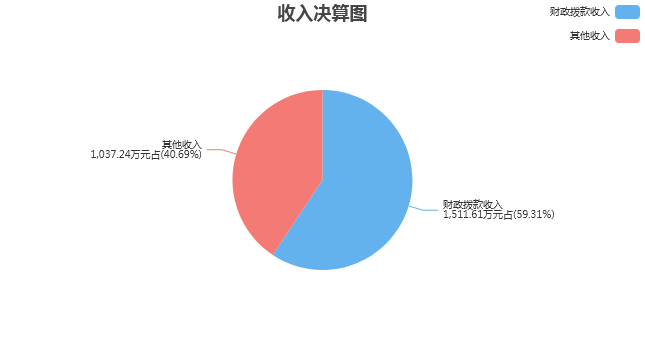 收入决算图
财政拨款收入
其他收入
其他收入
1,037.24万元占(40.69%)
财政拨款收入
1,511.61万元占(59.31%)